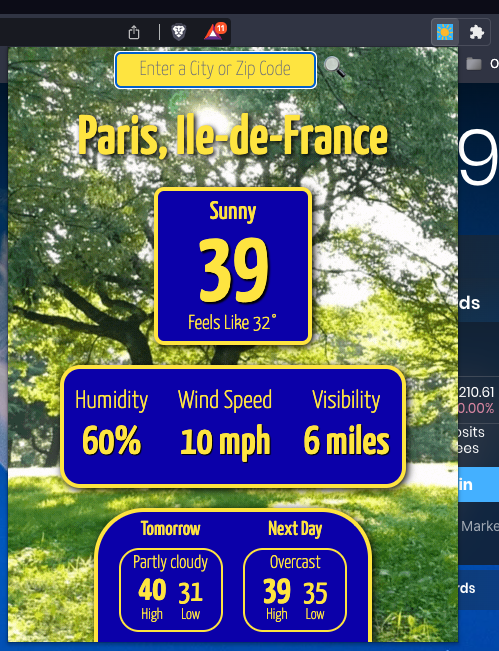 11
Enter a City or Zip Code
Paris, Ile-de-France
Sunny
39
Feels Like 32°
Humidity Wind Speed Visibility
60% 10 mph 6 miles
Tomorrow Next Day
Partly cloudy Overcast
40 31 39 35
High Low High Low
O
9
ds
210.61
0.00%
osits
ees
in
Marke
rds